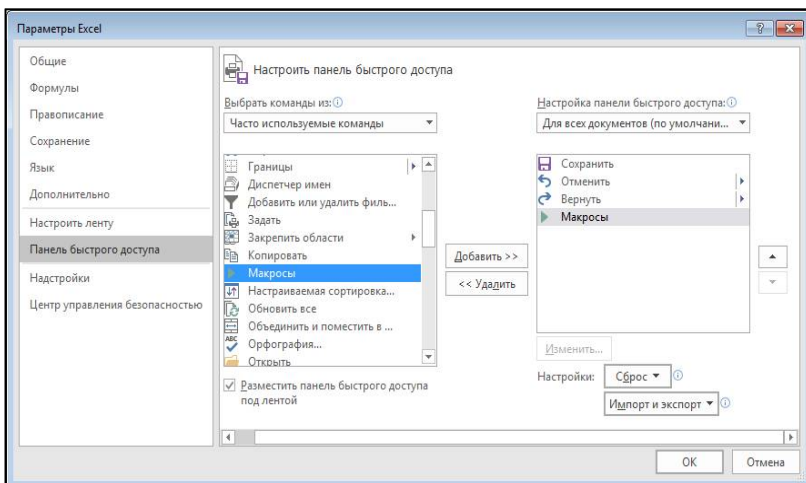 Параметры Excel
Общие
Формулы
Правописание
Сохранение
Язык
Дополнительно
Настроить ленту
Панель быстрого доступа
Надстройки
Центр управления безопасностью
Настроить панель быстрого доступа
Выбрать команды из:
Часто используемые команды
Границы
Диспетчер имен
Добавить или удалить филь...
Задать
Закрепить области
Копировать
Макросы
Настраиваемая сортировка...
Обновить все
Объединить и поместить в ...
Орфография...
Открыть
Разместить панель быстрого доступа
под лентой
Добавить >>
<< Удалить
Настройка панели быстрого доступа:
Для всех документов (по умолчани...
Сохранить
Отменить
Вернуть
Макросы
Изменить...
Настройки:
Сброс
Импорт и экспорт
ОК
Отмена